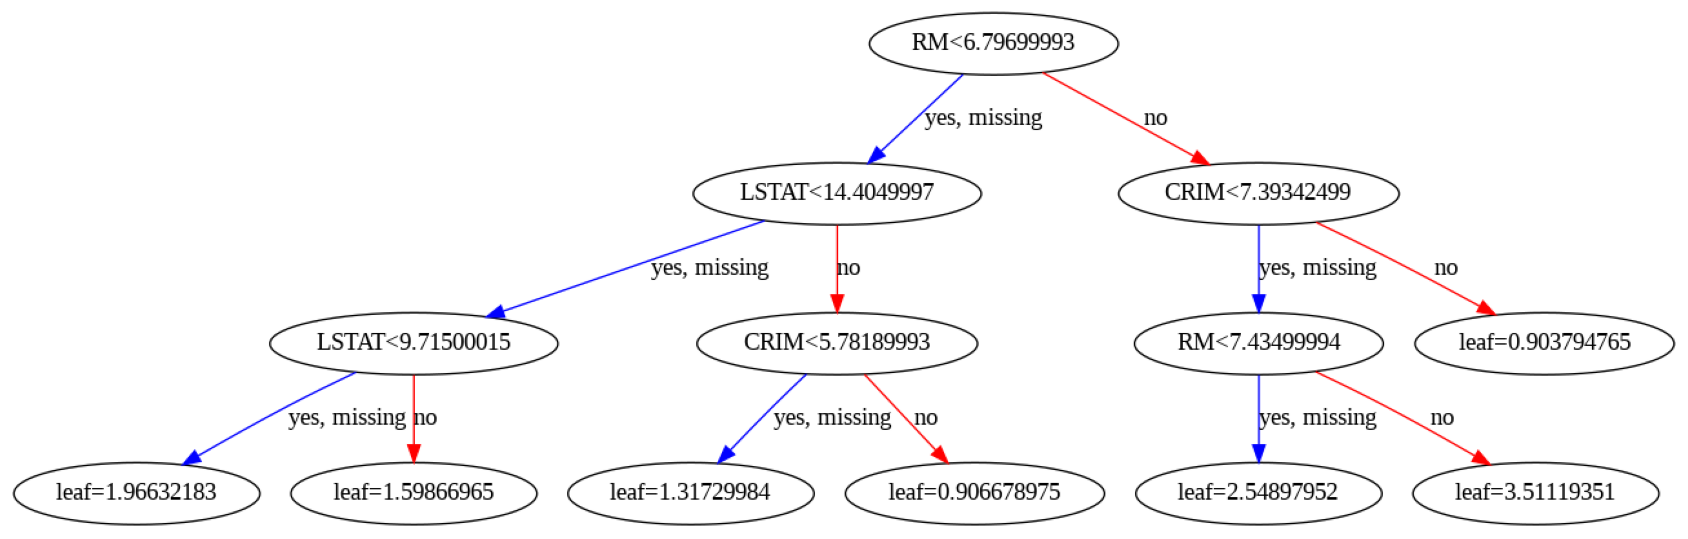 RM<6.79699993
yes, missing
no
LSTAT<14.4049997
CRIM<7.39342499
yes, missing
no
yes, missing
no
LSTAT<9.71500015
CRIM<5.78189993
RM<7.43499994
leaf=0.903794765
yes, missing
no
yes, missing
no
yes, missing
no
leaf=1.96632183
leaf=1.59866965
leaf=1.31729984
leaf=0.906678975
leaf=2.54897952
leaf=3.51119351